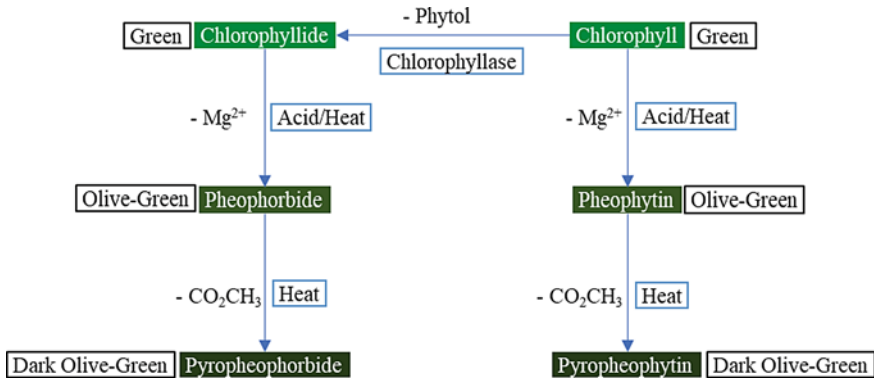 - Phytol
Green Chlorophyllide Chlorophyll Green
Chlorophyllase
- Mg²⁺ Acid/Heat - Mg²⁺ Acid/Heat
Olive-Green Pheophorbide Pheophytin Olive-Green
- CO₂CH₃ Heat - CO₂CH₃ Heat
Dark Olive-Green Pyropheophorbide Pyropheophytin Dark Olive-Green